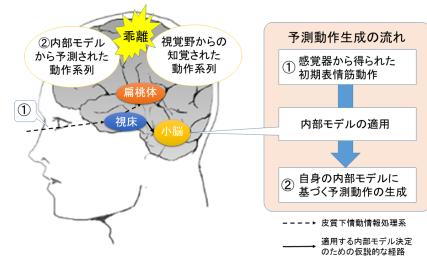 ②内部モデル
から予測された
動作系列
乖離
視覚野からの
知覚された
動作系列
扁桃体
①
視床
小脳
予測動作生成の流れ
①
感覚器から得られた
初期表情筋動作
内部モデルの適用
②
自身の内部モデルに
基づく予測動作の生成
皮質下情動情報処理系
適用する内部モデル決定
のための仮説的な経路